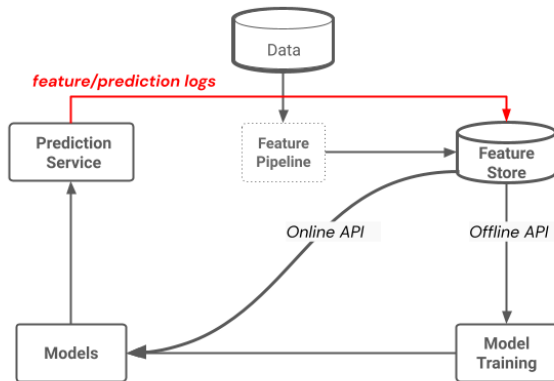 Data
feature/prediction logs
Prediction
Service
Feature
Pipeline
Feature
Store
Online API
Offline API
Models
Model
Training